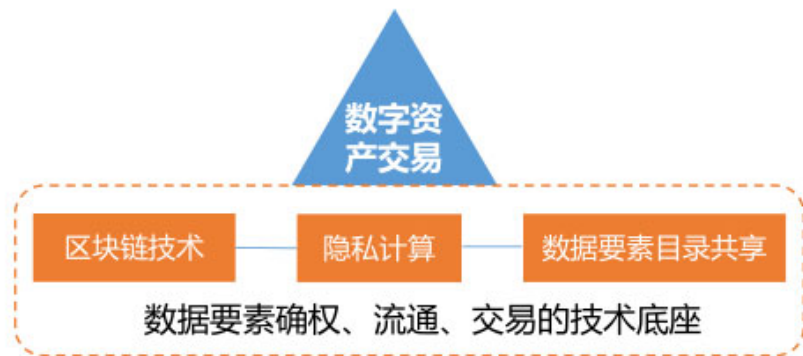 数字资
产交易
区块链技术
隐私计算
数据要素目录共享
数据要素确权、流通、交易的技术底座